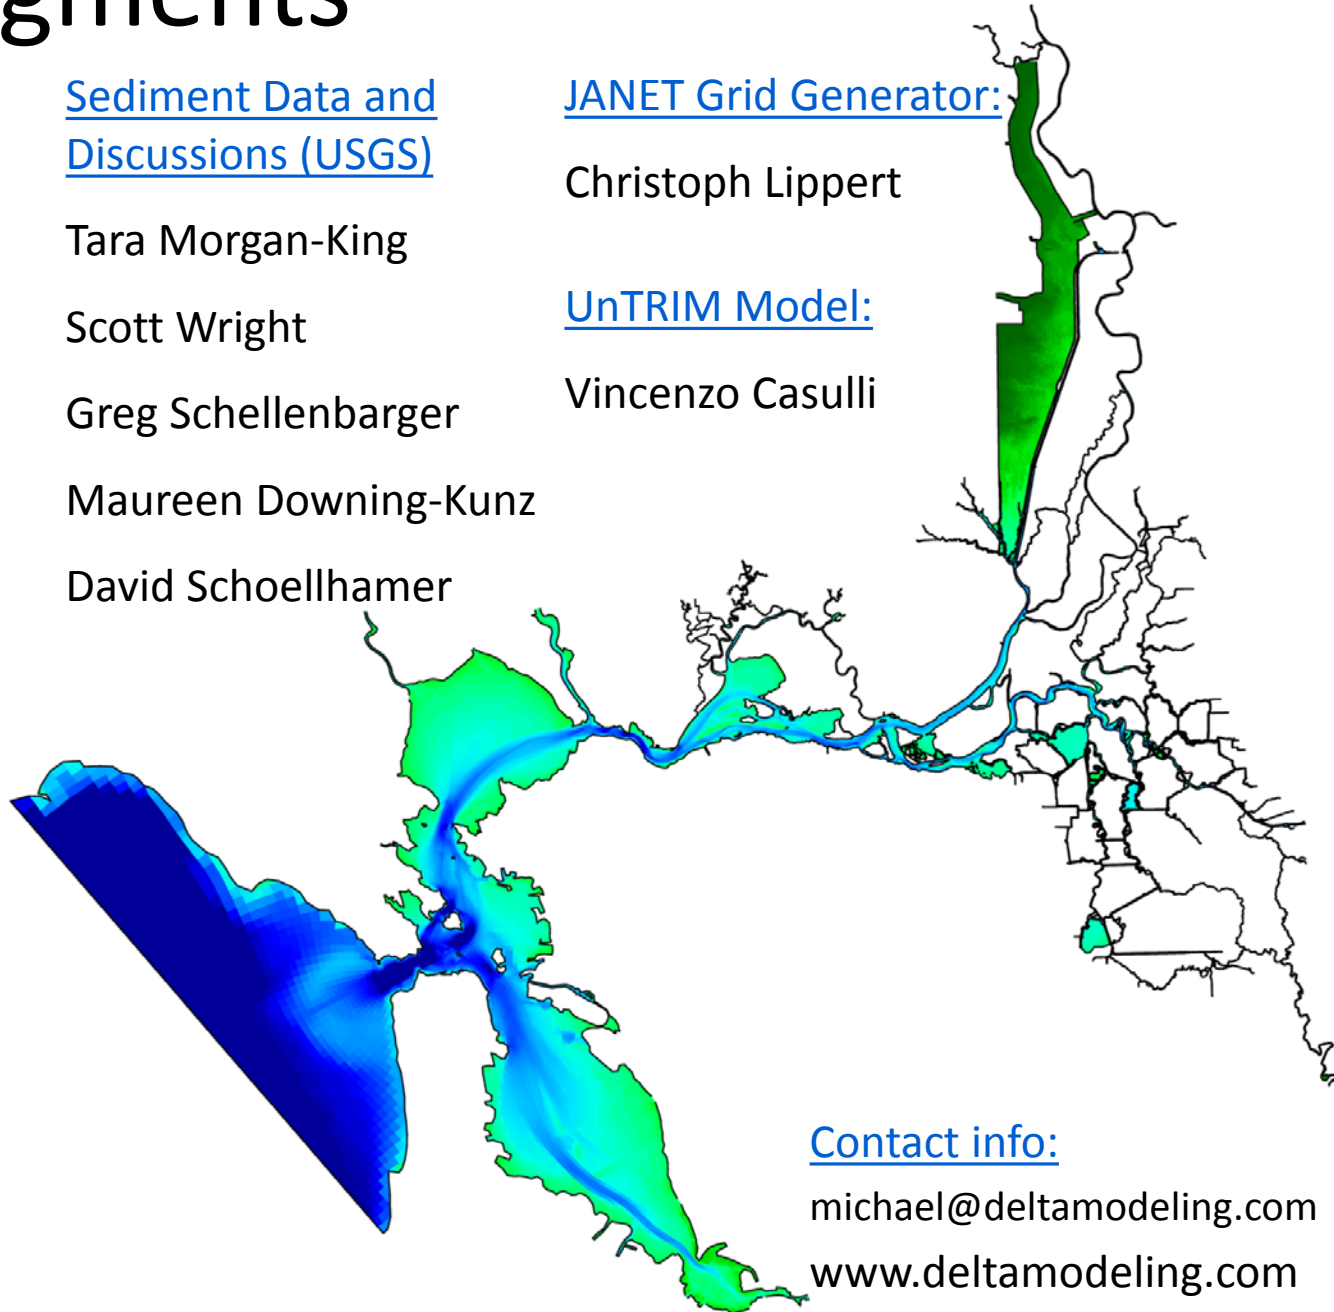 gments
Sediment Data and
Discussions (USGS)
Tara Morgan-King
Scott Wright
Greg Schellenbarger
Maureen Downing-Kunz
David Schoellhamer
JANET Grid Generator:
Christoph Lippert
UnTRIM Model:
Vincenzo Casulli
Contact info:
michael@deltamodeling.com
www.deltamodeling.com